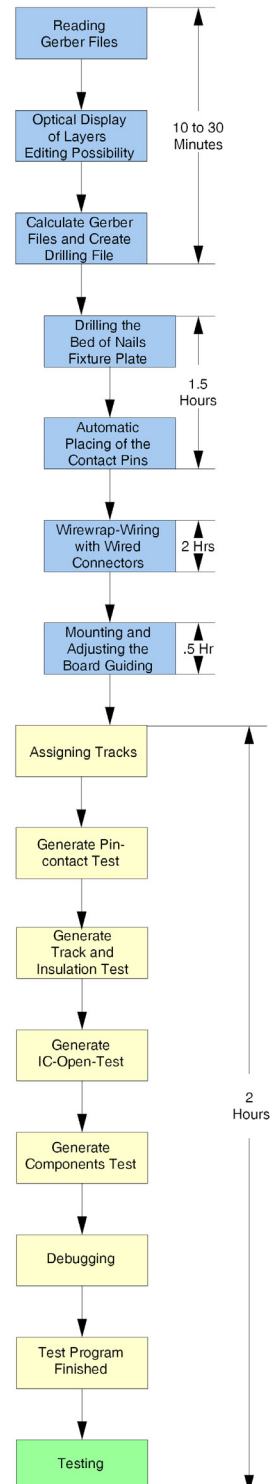 Reading
Gerber Files
Optical Display
of Layers
Editing Possibility
10 to 30
Minutes
Calculate Gerber
Files and Create
Drilling File
Drilling the
Bed of Nails
Fixture Plate
1.5
Hours
Automatic
Placing of the
Contact Pins
Wirewrap-Wiring
with Wired
Connectors
2 Hrs
Mounting and
Adjusting the
Board Guiding
.5 Hr
Assigning Tracks
Generate Pin-
contact Test
Generate
Track and
Insulation Test
Generate
IC-Open-Test
2
Hours
Generate
Components Test
Debugging
Test Program
Finished
Testing